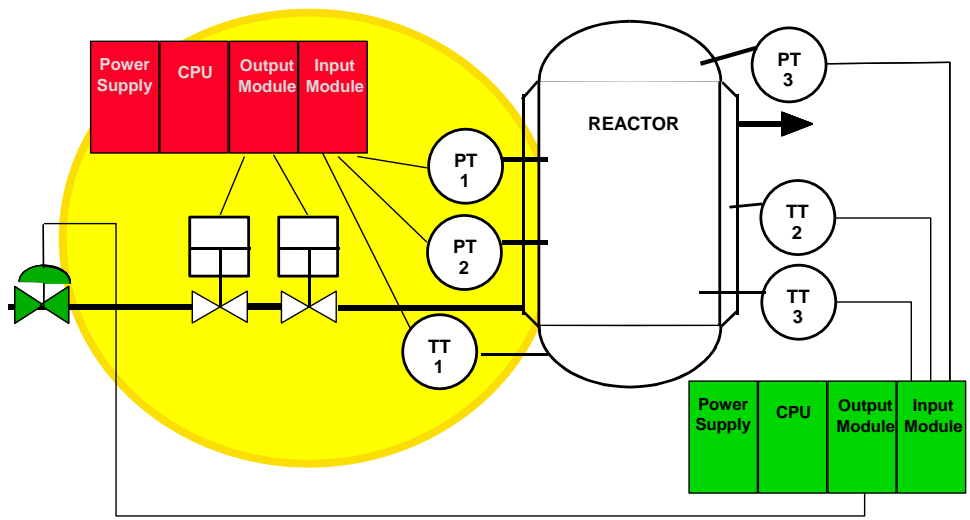 Power
Supply
CPU
Output
Module
Input
Module
PT
3
REACTOR
PT
1
PT
2
TT
2
TT
3
TT
1
Power
Supply
CPU
Output
Module
Input
Module